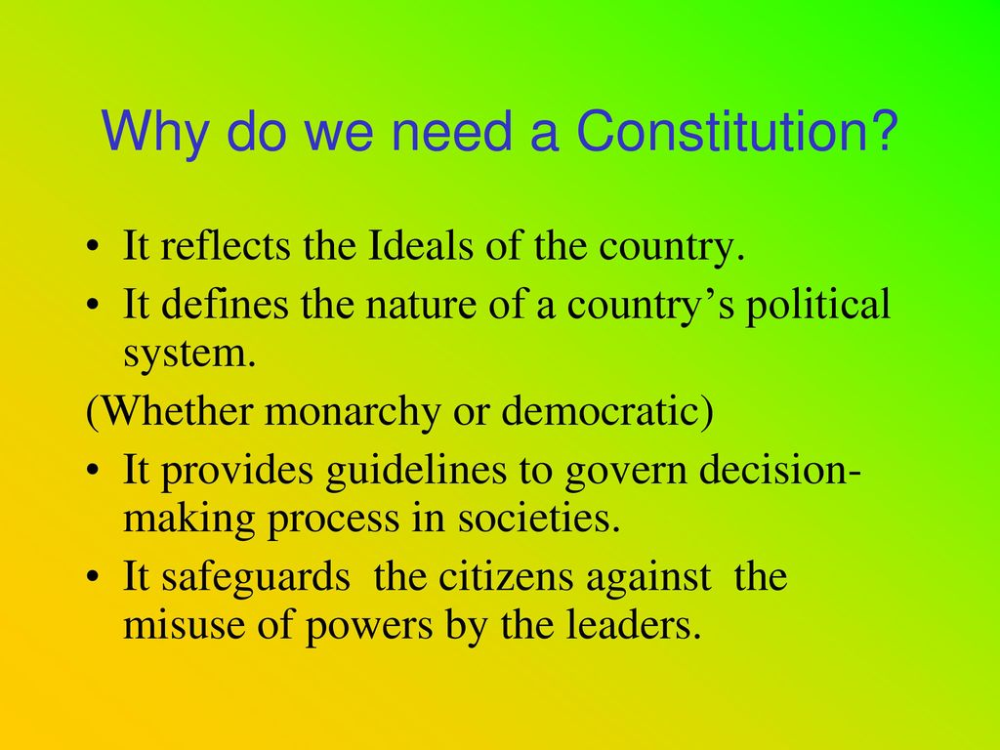 Why do we need a Constitution?
• It reflects the Ideals of the country.
• It defines the nature of a country’s political
system.
(Whether monarchy or democratic)
• It provides guidelines to govern decision-
making process in societies.
• It safeguards  the citizens against  the
misuse of powers by the leaders.